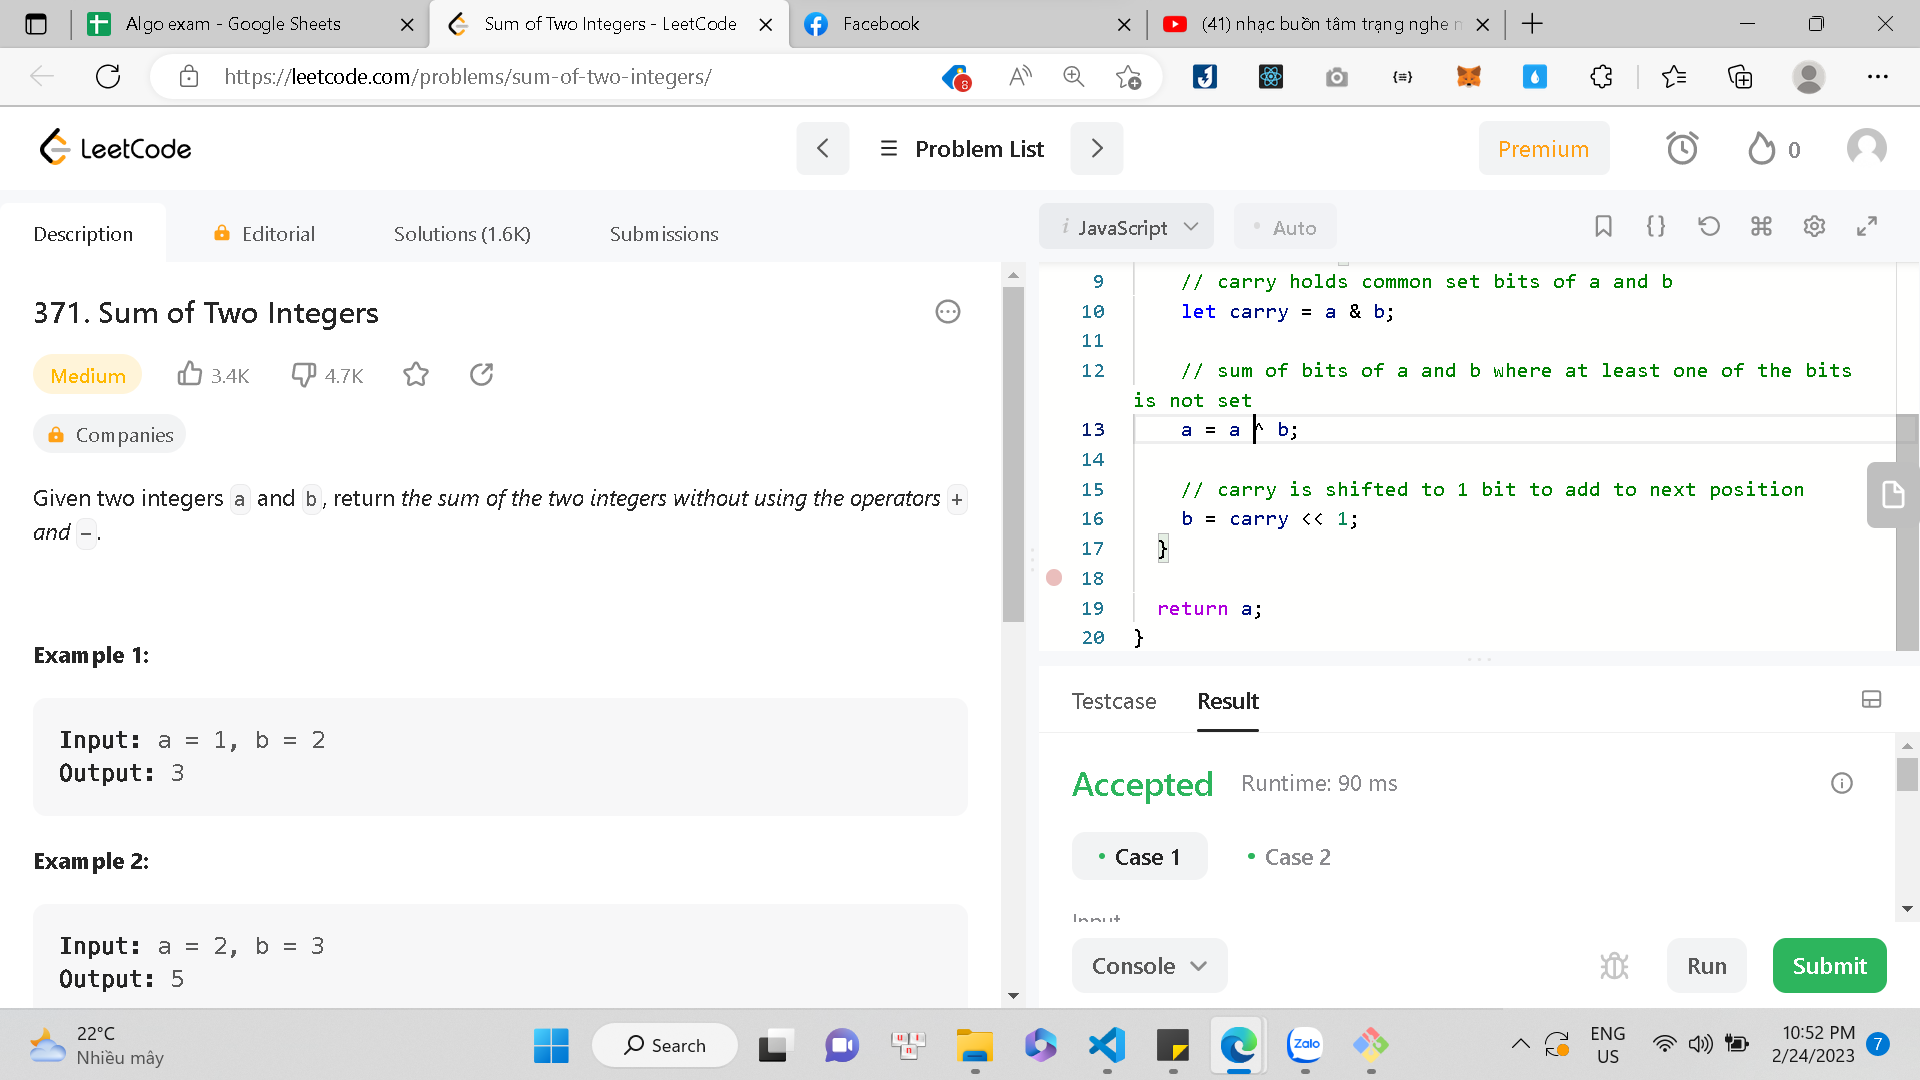 Algo exam - Google Sheets
Sum of Two Integers - LeetCode
Facebook
(41) nhạc buồn tâm trạng nghe n
https://leetcode.com/problems/sum-of-two-integers/
8
LeetCode
Problem List
Premium
0
Description
Editorial
Solutions (1.6K)
Submissions
i JavaScript
• Auto
371. Sum of Two Integers
Medium
3.4K
4.7K
Companies
Given two integers a and b, return the sum of the two integers without using the operators +
and -.
Example 1:
Input: a = 1, b = 2
Output: 3
Example 2:
Input: a = 2, b = 3
Output: 5
9 // carry holds common set bits of a and b
10 let carry = a & b;
11
12 // sum of bits of a and b where at least one of the bits
is not set
13 a = a ^ b;
14
15 // carry is shifted to 1 bit to add to next position
16 b = carry << 1;
17 }
18
19 return a;
20 }
Testcase
Result
Accepted
Runtime: 90 ms
• Case 1
• Case 2
Input
Console
Run
Submit
22°C
Nhiều mây
Search
Zalo
ENG
US
10:52 PM
2/24/2023
7